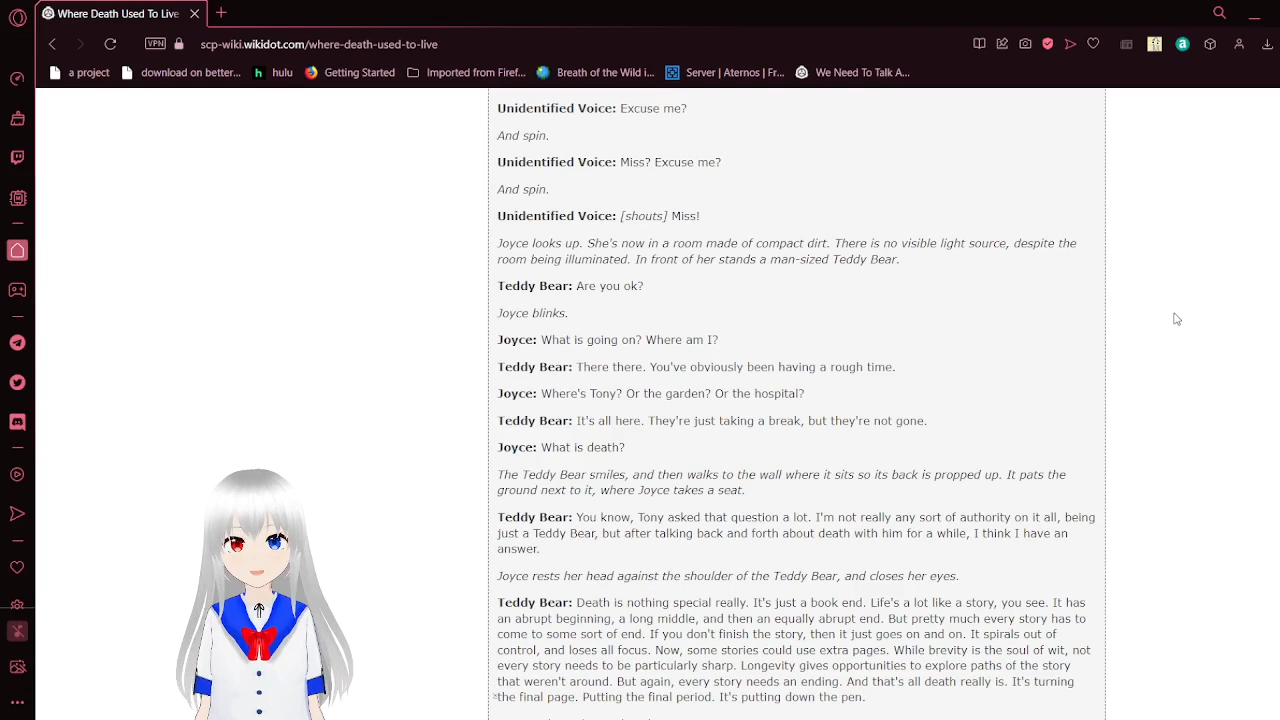 Where Death Used To Live
VPN
scp-wiki.wikidot.com/where-death-used-to-live
a project
download on better...
hulu
Getting Started
Imported from Firef...
Breath of the Wild i...
Server | Aternos | Fr...
We Need To Talk A...
Unidentified Voice: Excuse me?
And spin.
Unidentified Voice: Miss? Excuse me?
And spin.
Unidentified Voice: [shouts] Miss!
Joyce looks up. She's now in a room made of compact dirt. There is no visible light source, despite the
room being illuminated. In front of her stands a man-sized Teddy Bear.
Teddy Bear: Are you ok?
Joyce blinks.
Joyce: What is going on? Where am I?
Teddy Bear: There there. You've obviously been having a rough time.
Joyce: Where's Tony? Or the garden? Or the hospital?
Teddy Bear: It's all here. They're just taking a break, but they're not gone.
Joyce: What is death?
The Teddy Bear smiles, and then walks to the wall where it sits so its back is propped up. It pats the
ground next to it, where Joyce takes a seat.
Teddy Bear: You know, Tony asked that question a lot. I'm not really any sort of authority on it all, being
just a Teddy Bear, but after talking back and forth about death with him for a while, I think I have an
answer.
Joyce rests her head against the shoulder of the Teddy Bear, and closes her eyes.
Teddy Bear: Death is nothing special really. It's just a book end. Life's a lot like a story, you see. It has
an abrupt beginning, a long middle, and then an equally abrupt end. But pretty much every story has to
come to some sort of end. If you don't finish the story, then it just goes on and on. It spirals out of
control, and loses all focus. Now, some stories could use extra pages. While brevity is the soul of wit, not
every story needs to be particularly sharp. Longevity gives opportunities to explore paths of the story
that weren't around. But again, every story needs an ending. And that's all death really is. It's turning
the final page. Putting the final period. It's putting down the pen.